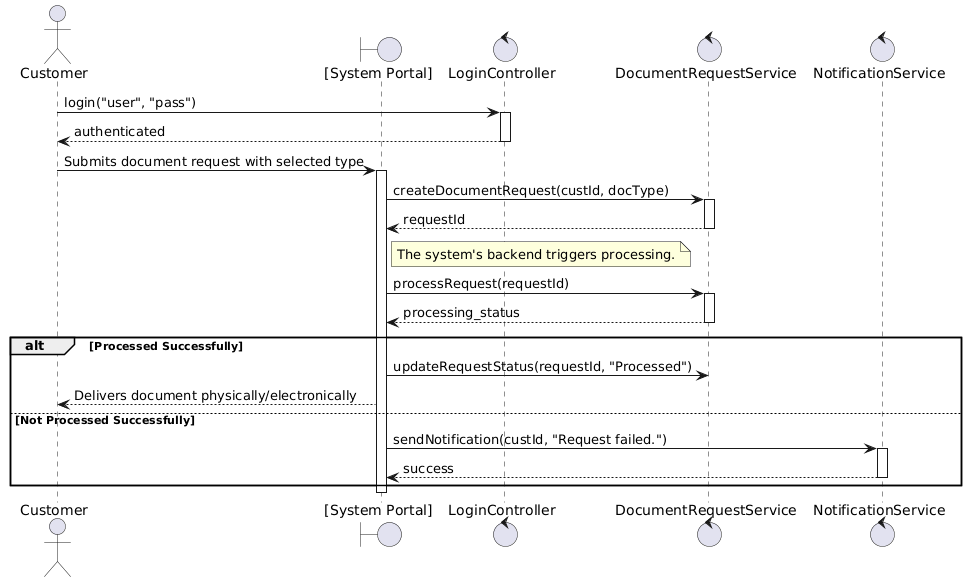 Customer
[System Portal]
LoginController
DocumentRequestService
NotificationService
login("user", "pass")
authenticated
Submits document request with selected type
createDocumentRequest(custId, docType)
requestId
The system's backend triggers processing.
processRequest(requestId)
processing_status
alt
[Processed Successfully]
updateRequestStatus(requestId, "Processed")
Delivers document physically/electronically
[Not Processed Successfully]
sendNotification(custId, "Request failed.")
success
Customer
[System Portal]
LoginController
DocumentRequestService
NotificationService